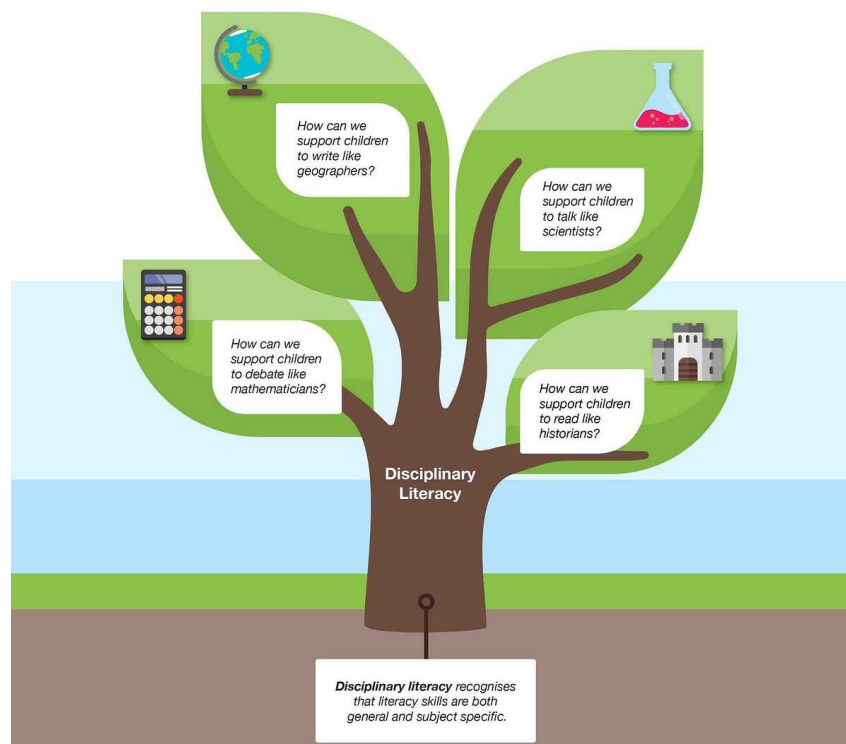 How can we
support children
to write like
geographers?
How can we
support children
to talk like
scientists?
How can we
support children
to debate like
mathematicians?
How can we
support children
to read like
historians?
Disciplinary
Literacy
Disciplinary literacy recognises
that literacy skills are both
general and subject specific.